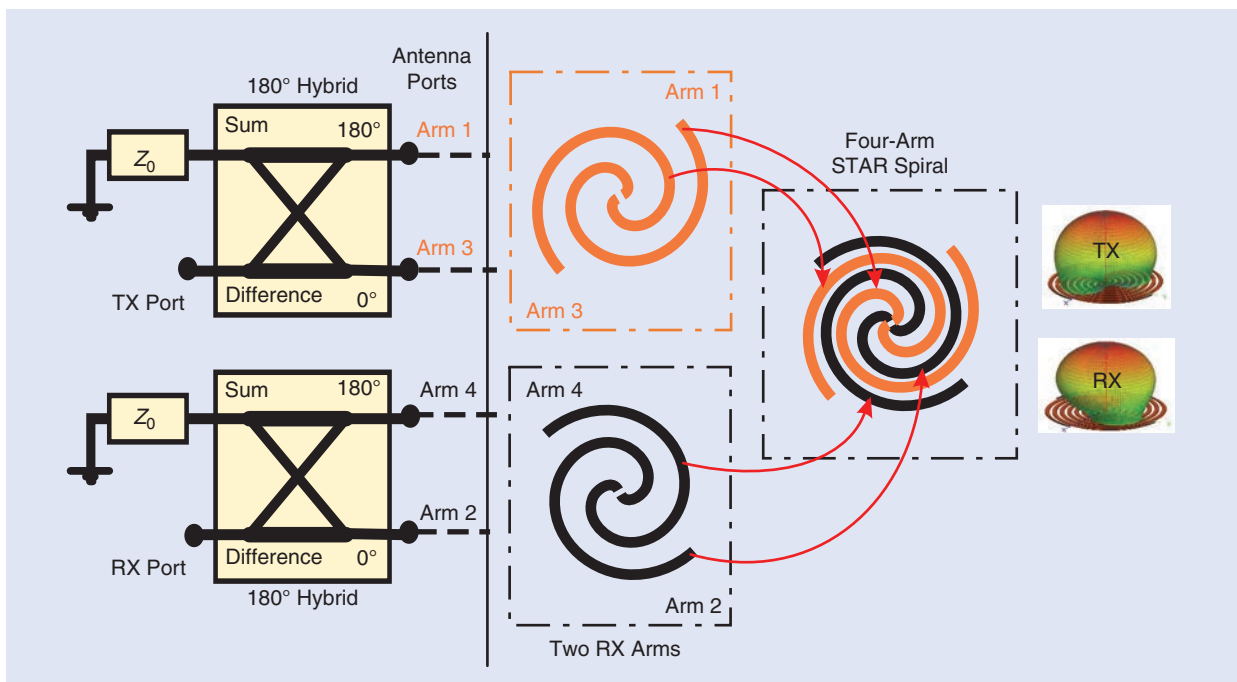 180° Hybrid
Sum
180°
Z0
Difference
0°
TX Port
Antenna
Ports
Arm 1
Arm 3
Arm 1
Arm 3
Four-Arm
STAR Spiral
TX
RX
Sum
180°
Z0
Difference
0°
RX Port
180° Hybrid
Arm 4
Arm 2
Arm 4
Arm 2
Two RX Arms